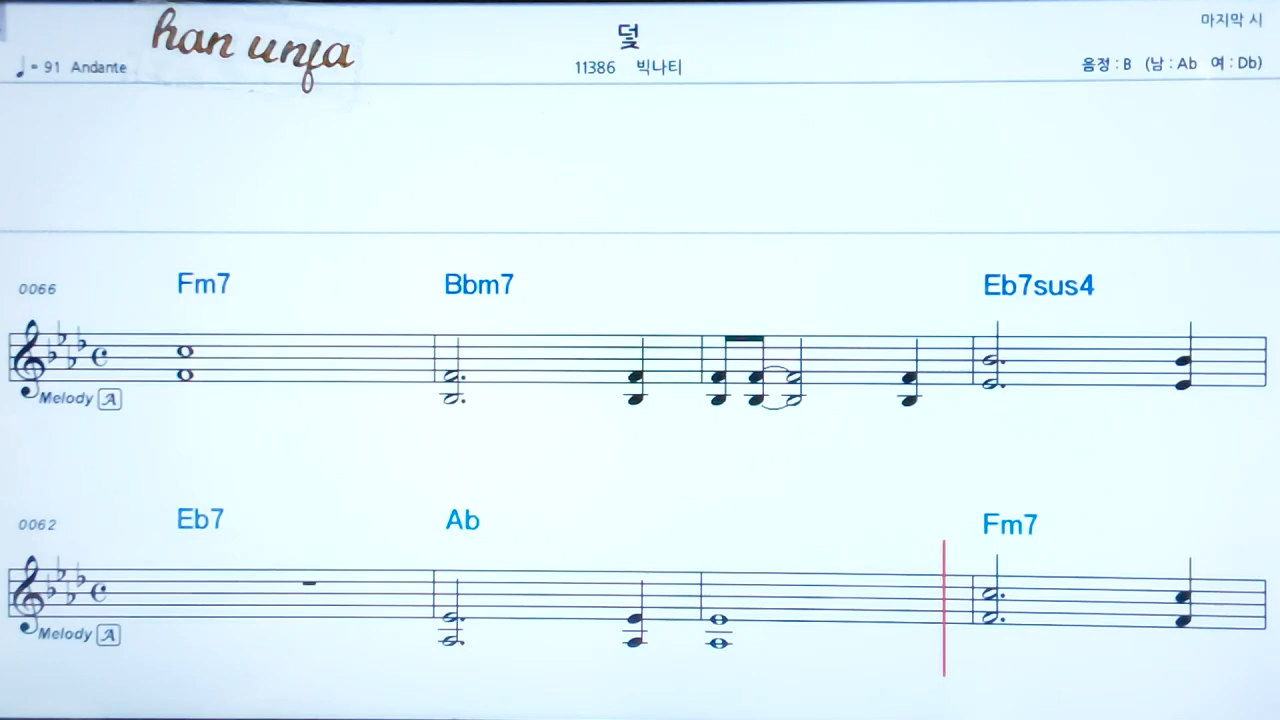 han unfa
덫
마지막 시
♩= 91 Andante
11386 빅나티
음정 : B (남 : Ab 여 : Db)
0066 Fm7 Bbm7 Eb7sus4
Melody A
0062 Eb7 Ab Fm7
Melody A